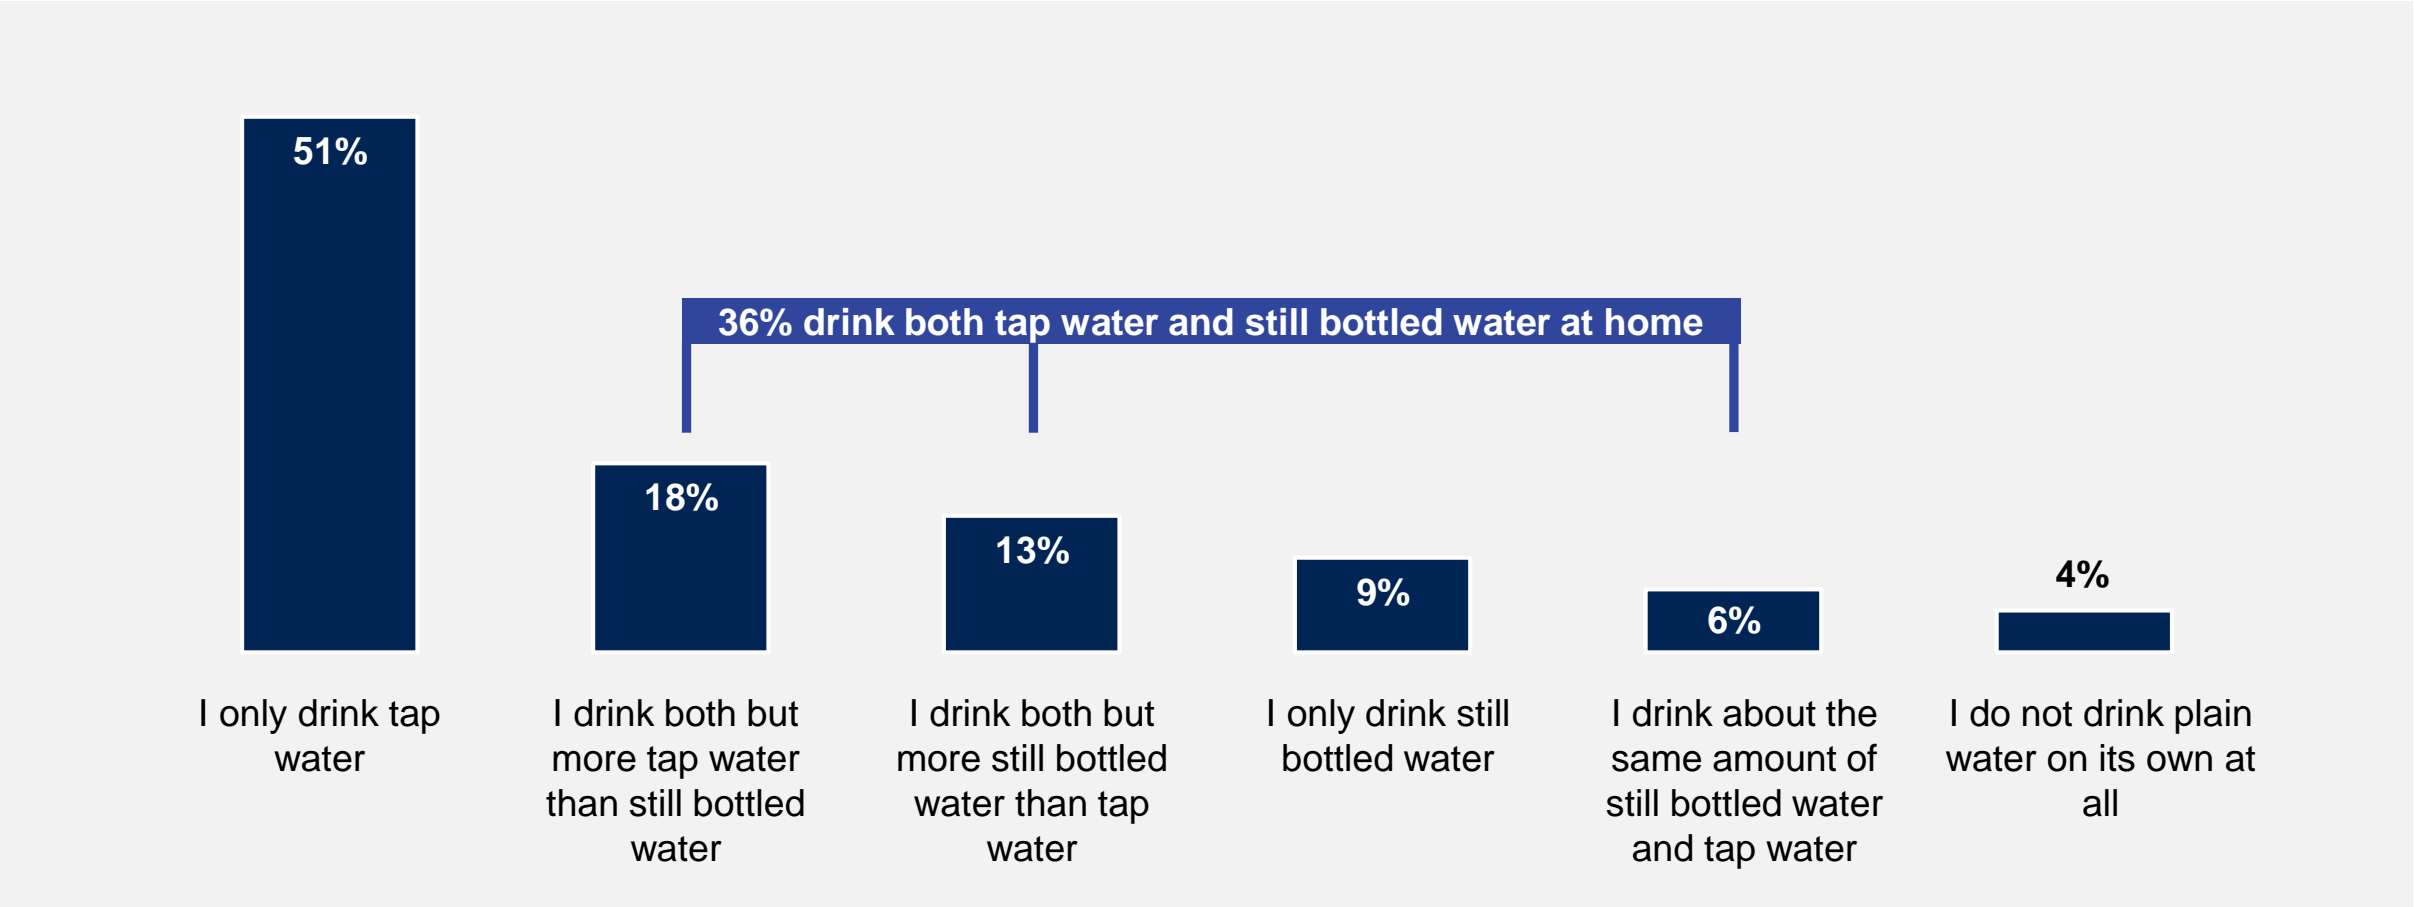 51%
36% drink both tap water and still bottled water at home
18%
13%
9%
6%
4%
I only drink tap
water
I drink both but
more tap water
than still bottled
water
I drink both but
more still bottled
water than tap
water
I only drink still
bottled water
I drink about the
same amount of
still bottled water
and tap water
I do not drink plain
water on its own at
all